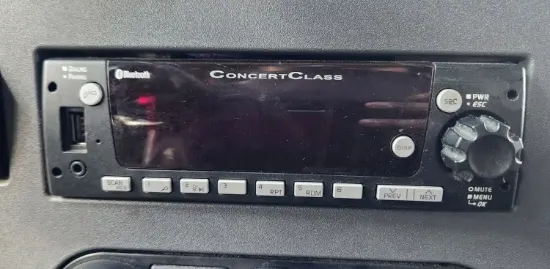 Bluetooth
CONCERTCLASS
PHONE
PWR
SRC
ESC
DISP
SCAN
1
2
3
4 RPT
5 RDM
6
PREV
NEXT
MUTE
MENU
OK